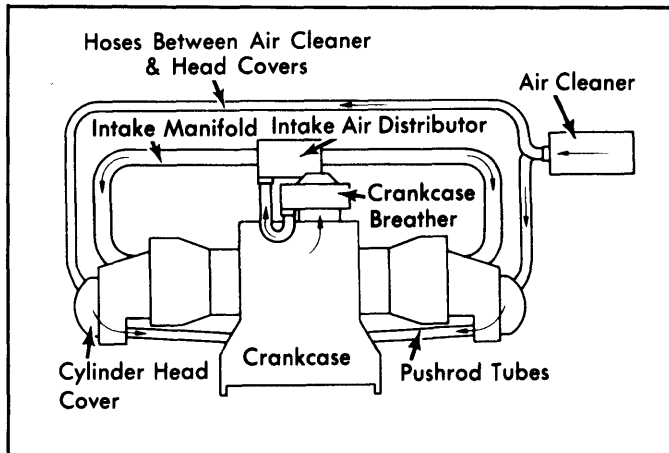 Hoses Between Air Cleaner
& Head Covers
Air Cleaner
Intake Manifold
Intake Air Distributor
Crankcase
Breather
Crankcase
Cylinder Head
Cover
Pushrod Tubes